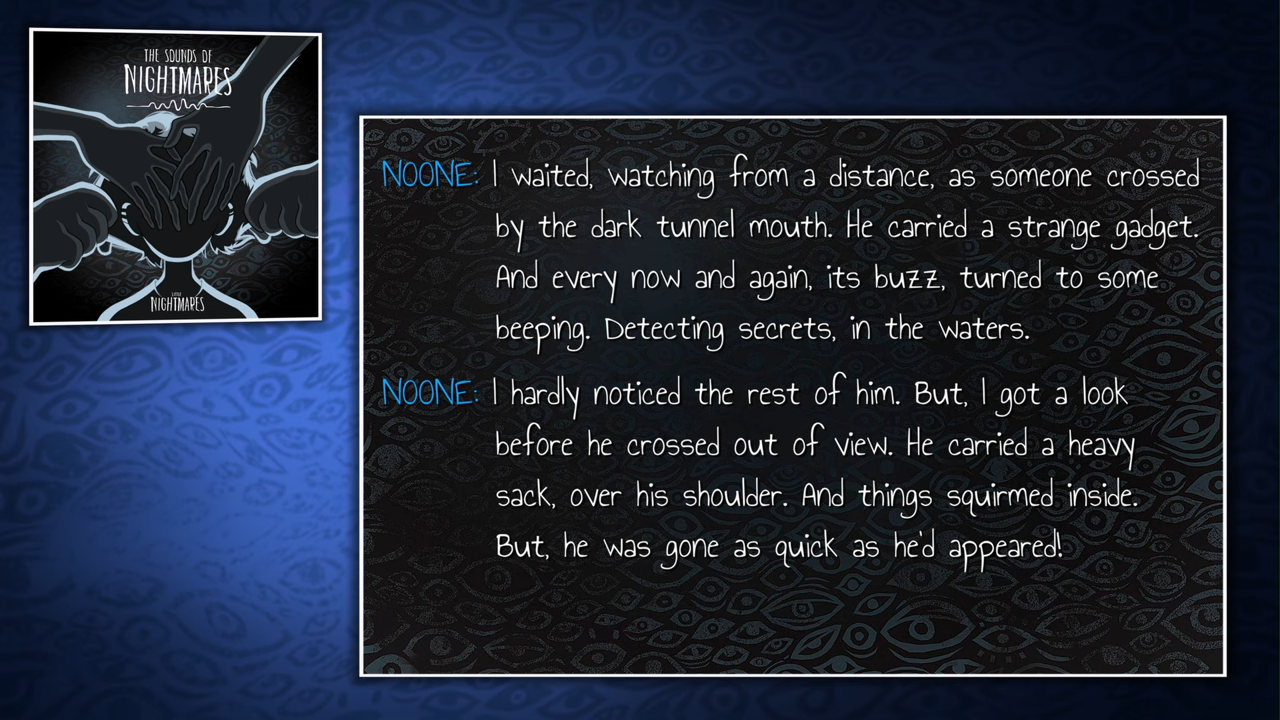 THE SOUNDS OF
NIGHTMARES
LITTLE
NIGHTMARES
NOONE: I waited, watching from a distance, as someone crossed
by the dark tunnel mouth. He carried a strange gadget.
And every now and again, its buzz, turned to some
beeping. Detecting secrets, in the waters.
NOONE: I hardly noticed the rest of him. But, I got a look
before he crossed out of view. He carried a heavy
sack, over his shoulder. And things squirmed inside.
But, he was gone as quick as he'd appeared!